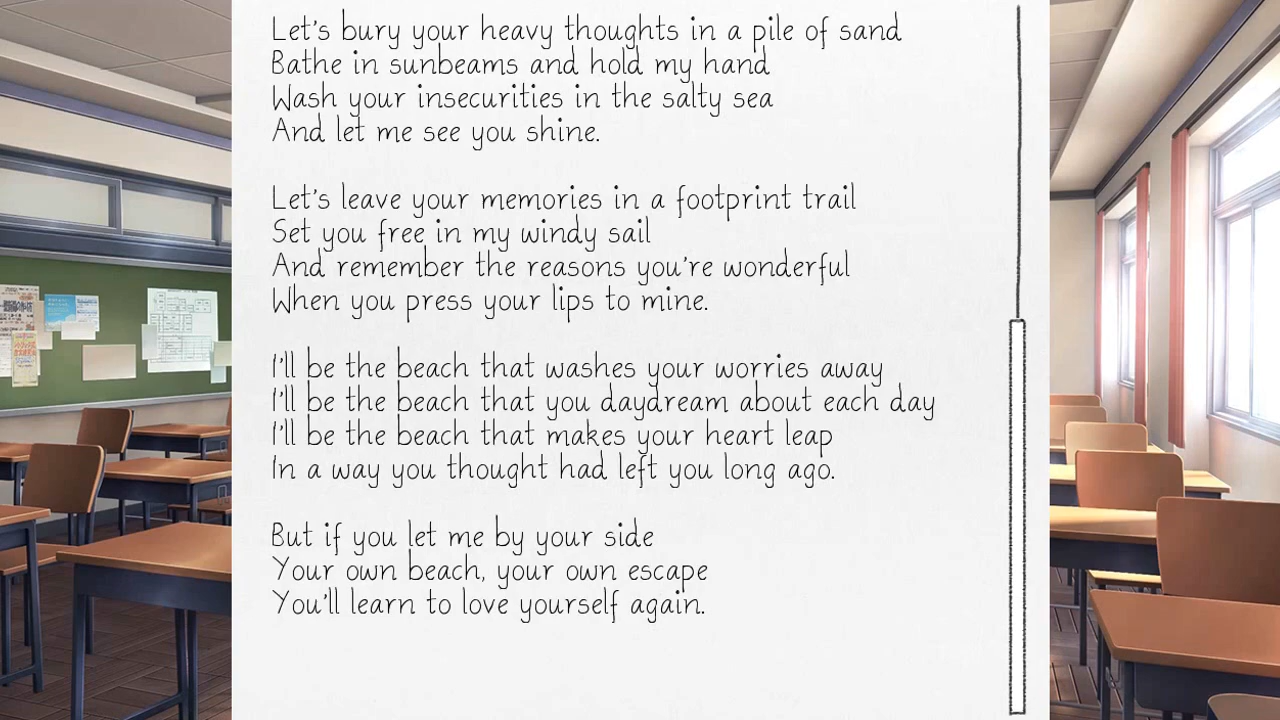 Let's bury your heavy thoughts in a pile of sand
Bathe in sunbeams and hold my hand
Wash your insecurities in the salty sea
And let me see you shine.
Let's leave your memories in a footprint trail
Set you free in my windy sail
And remember the reasons you're wonderful
When you press your lips to mine.
I'll be the beach that washes your worries away
I'll be the beach that you daydream about each day
I'll be the beach that makes your heart leap
In a way you thought had left you long ago.
But if you let me by your side
Your own beach, your own escape
You'll learn to love yourself again.